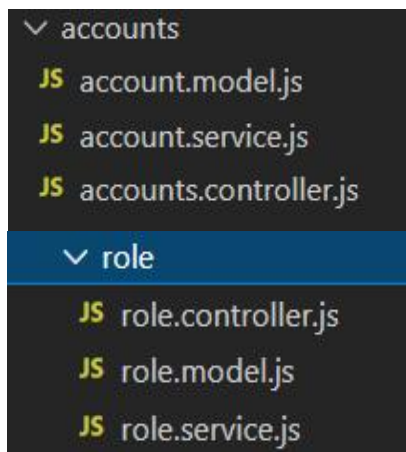 accounts
JS account.model.js
JS account.service.js
JS accounts.controller.js
role
JS role.controller.js
JS role.model.js
JS role.service.js